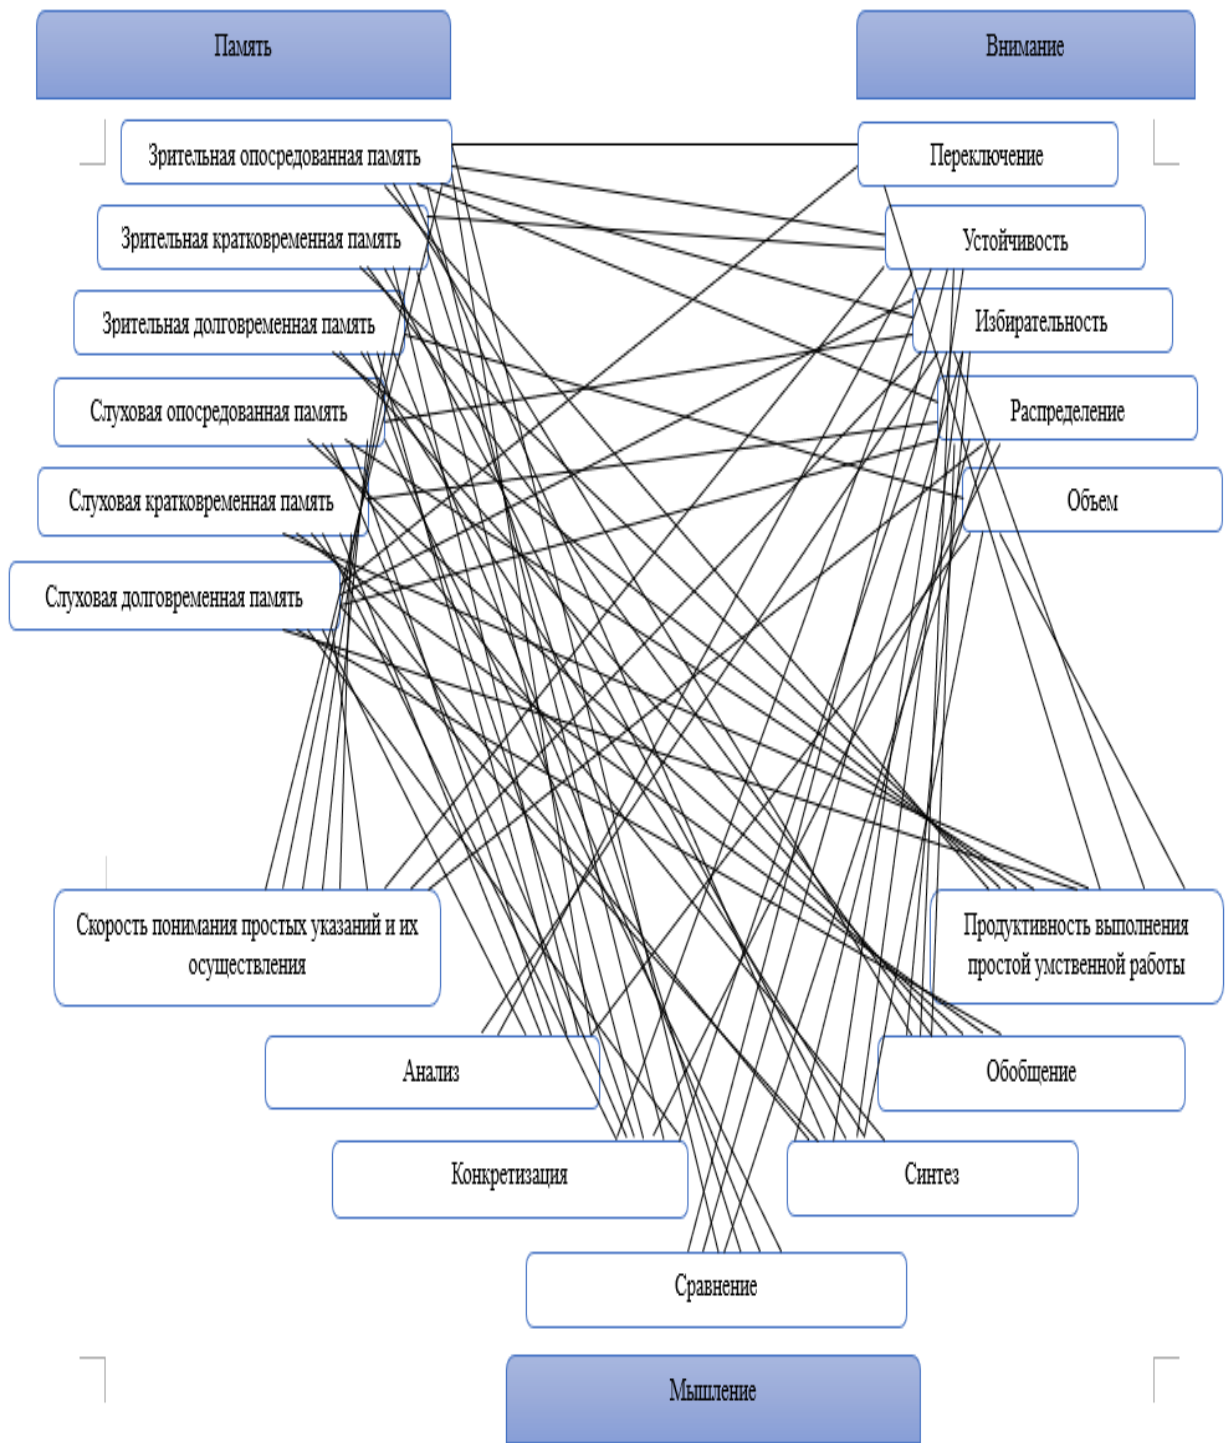 Память
Внимание
Зрительная опосредованная память
Переключение
Зрительная кратковременная память
Устойчивость
Зрительная долговременная память
Избирательность
Слуховая опосредованная память
Распределение
Слуховая кратковременная память
Объем
Слуховая долговременная память
Скорость понимания простых указаний и их
осуществления
Продуктивность выполнения
простой умственной работы
Анализ
Обобщение
Конкретизация
Синтез
Сравнение
Мышление